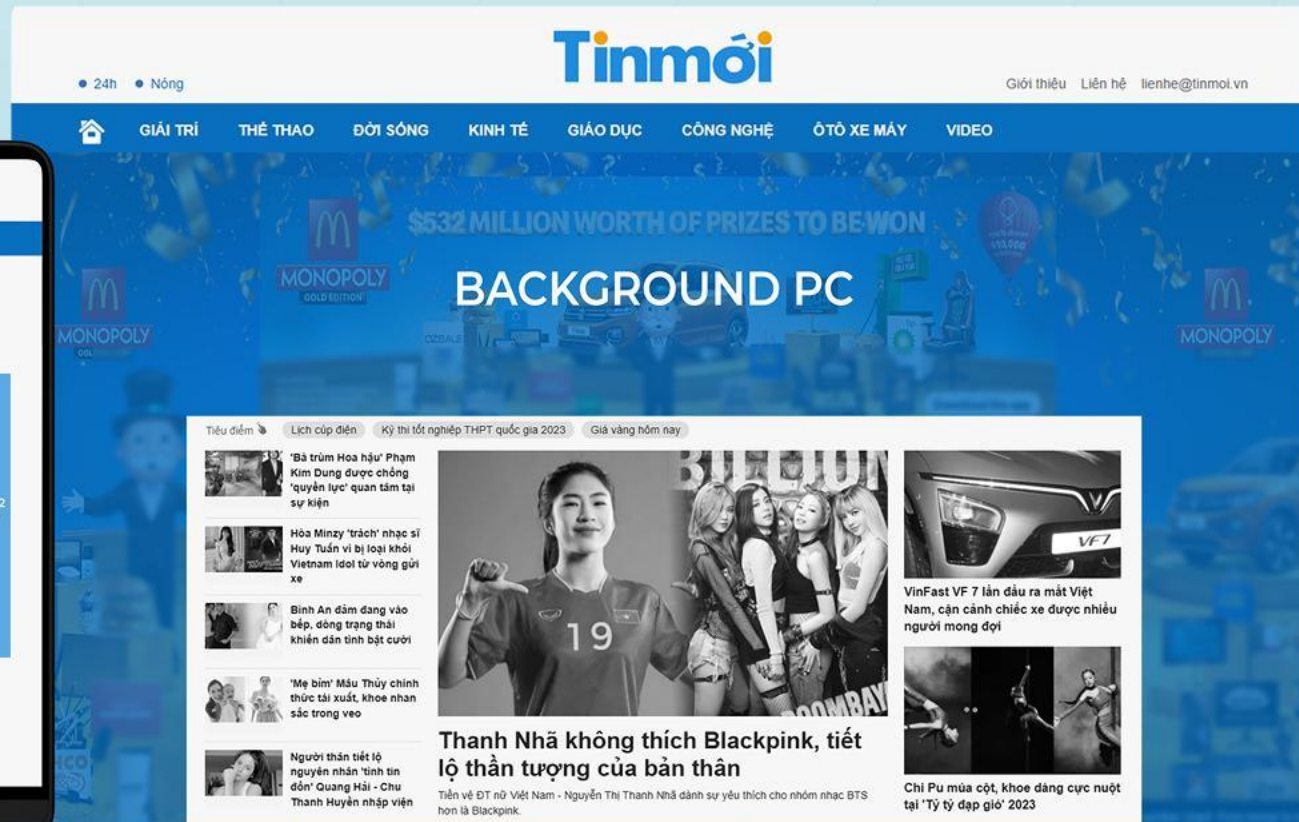 Tinmới
24h
Nóng
Giới thiệu
Liên hệ
lienhe@tinmoi.vn
GIẢI TRÍ
THỂ THAO
ĐỜI SỐNG
KINH TẾ
GIÁO DỤC
CÔNG NGHỆ
ÔTÔ XE MÁY
VIDEO
$532 MILLION WORTH OF PRIZES TO BE WON
MONOPOLY
GOLD EDITION
BACKGROUND PC
MONOPOLY
MONOPOLY
Tiêu điểm
Lịch cúp điện
Kỳ thi tốt nghiệp THPT quốc gia 2023
Giá vàng hôm nay
'Bà trùm Hoa hậu' Phạm
Kim Dung được chồng
'quyền lực' quan tâm tại
sự kiện
Hòa Minzy 'trách' nhạc sĩ
Huy Tuấn vì bị loại khỏi
Vietnam Idol từ vòng gửi
xe
Bình An đảm đang vào
bếp, dòng trạng thái
khiến dân tình bật cười
'Mẹ bỉm' Mâu Thủy chính
thức tái xuất, khoe nhan
sắc trong veo
Người thân tiết lộ
nguyên nhân 'tình tin
đồn' Quang Hải - Chu
Thanh Huyền nhập viện
19
BILLION
BOOMBAY
Thanh Nhã không thích Blackpink, tiết
lộ thần tượng của bản thân
Tiền vệ ĐT nữ Việt Nam - Nguyễn Thị Thanh Nhã dành sự yêu thích cho nhóm nhạc BTS
hơn là Blackpink.
VF7
VinFast VF 7 lần đầu ra mắt Việt
Nam, cận cảnh chiếc xe được nhiều
người mong đợi
Chi Pu múa cột, khoe dáng cực nuột
tại 'Tỷ tỷ đạp gió' 2023